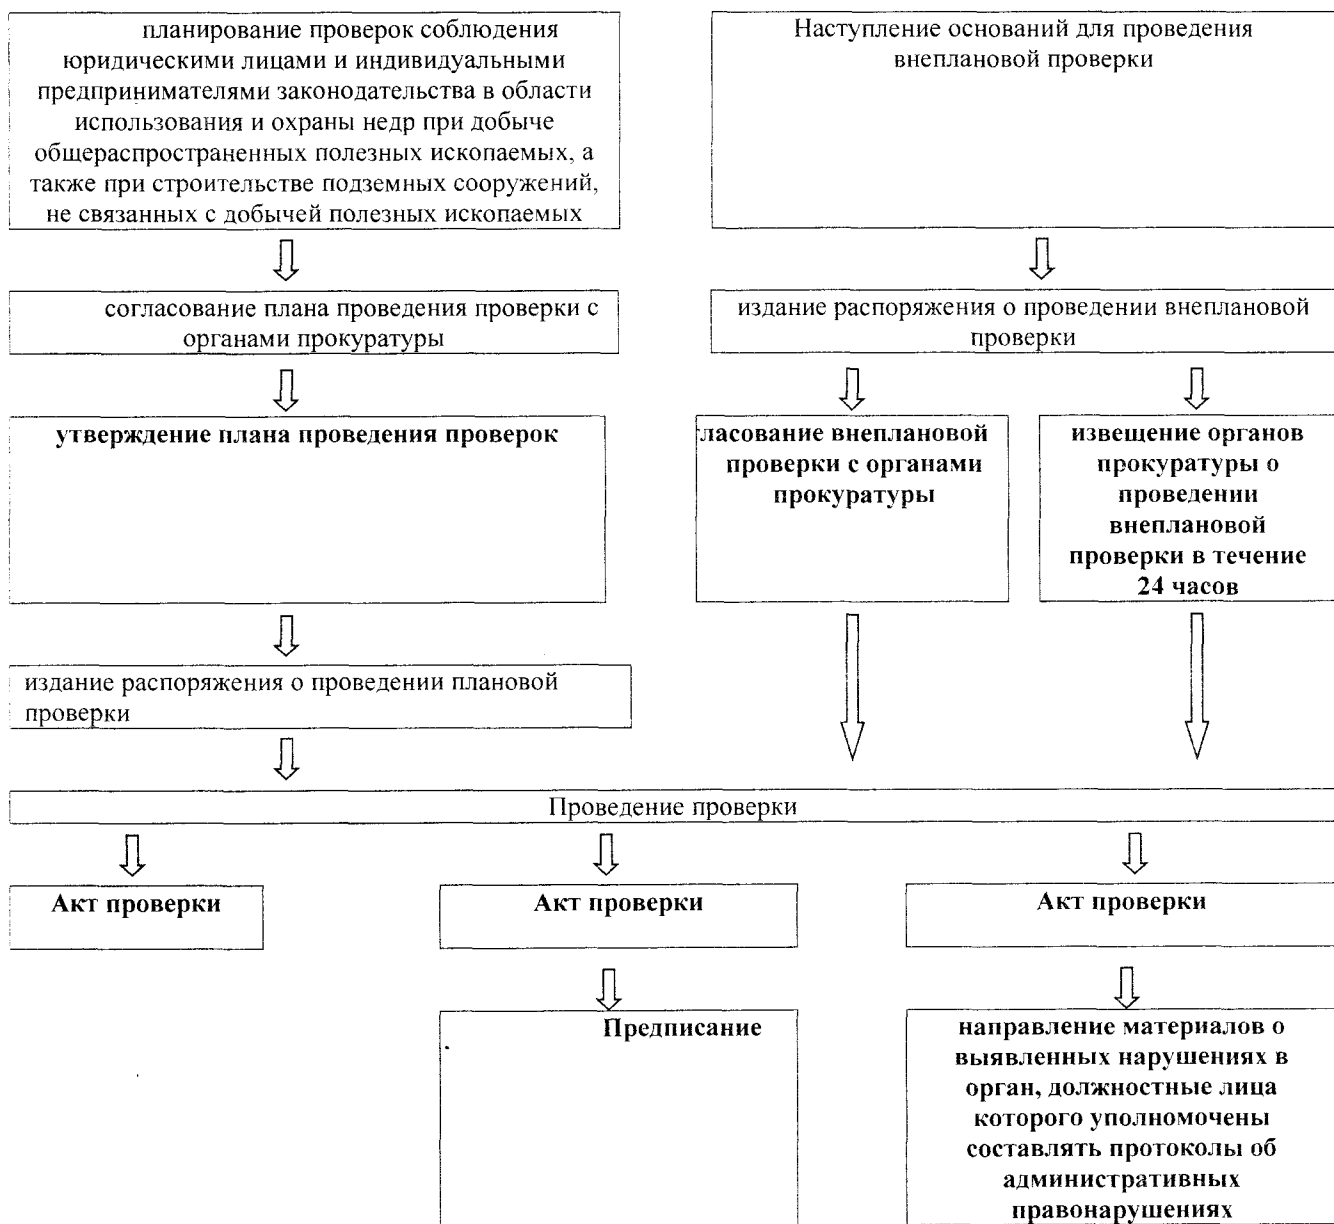 планирование проверок соблюдения
юридическими лицами и индивидуальными
предпринимателями законодательства в области
использования и охраны недр при добыче
общераспространенных полезных ископаемых, а
также при строительстве подземных сооружений,
не связанных с добычей полезных ископаемых
Наступление оснований для проведения
внеплановой проверки
согласование плана проведения проверки с
органами прокуратуры
издание распоряжения о проведении внеплановой
проверки
утверждение плана проведения проверок
ласование внеплановой
проверки с органами
прокуратуры
извещение органов
прокуратуры о
проведении
внеплановой
проверки в течение
24 часов
издание распоряжения о проведении плановой
проверки
Проведение проверки
Акт проверки
Акт проверки
Акт проверки
Предписание
направление материалов о
выявленных нарушениях в
орган, должностные лица
которого уполномочены
составлять протоколы об
административных
правонарушениях